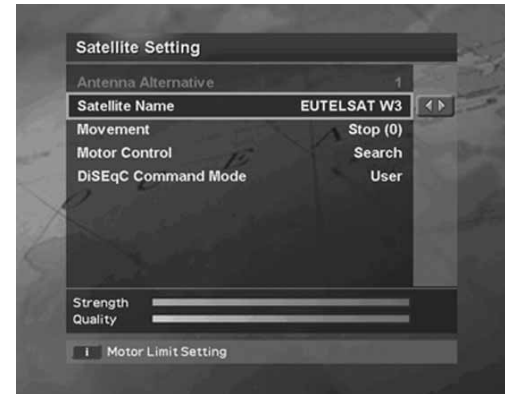 Satellite Setting
Antenna Alternative 1
Satellite Name EUTELSAT W3
Movement Stop (0)
Motor Control Search
DiSEqC Command Mode User
Strength
Quality
i Motor Limit Setting